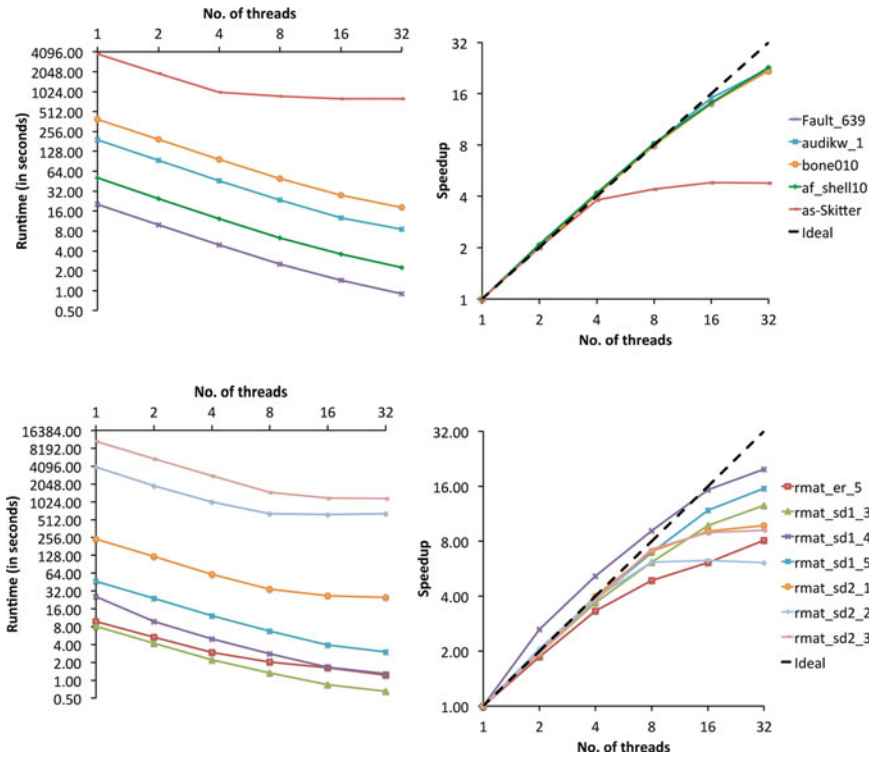 No. of threads
1 2 4 8 16 32
4096.00
2048.00
1024.00
512.00
256.00
128.00
64.00
32.00
16.00
8.00
4.00
2.00
1.00
0.50
Runtime (in seconds)
32
16
8
4
2
1
Speedup
1 2 4 8 16 32
No. of threads
Fault_639
audikw_1
bone010
af_shell10
as-Skitter
Ideal
No. of threads
1 2 4 8 16 32
16384.00
8192.00
4096.00
2048.00
1024.00
512.00
256.00
128.00
64.00
32.00
16.00
8.00
4.00
2.00
1.00
0.50
Runtime (in seconds)
32.00
16.00
8.00
4.00
2.00
1.00
Speedup
1 2 4 8 16 32
No. of threads
rmat_er_5
rmat_sd1_3
rmat_sd1_4
rmat_sd1_5
rmat_sd2_1
rmat_sd2_2
rmat_sd2_3
Ideal